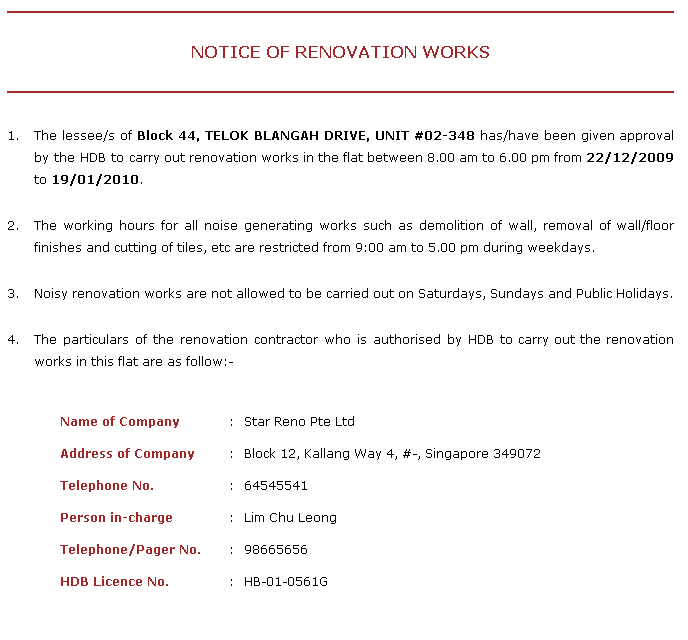 NOTICE OF RENOVATION WORKS
1. The lessee/s of Block 44, TELOK BLANGAH DRIVE, UNIT #02-348 has/have been given approval
by the HDB to carry out renovation works in the flat between 8.00 am to 6.00 pm from 22/12/2009
to 19/01/2010.
2. The working hours for all noise generating works such as demolition of wall, removal of wall/floor
finishes and cutting of tiles, etc are restricted from 9:00 am to 5.00 pm during weekdays.
3. Noisy renovation works are not allowed to be carried out on Saturdays, Sundays and Public Holidays.
4. The particulars of the renovation contractor who is authorised by HDB to carry out the renovation
works in this flat are as follow:-
Name of Company : Star Reno Pte Ltd
Address of Company : Block 12, Kallang Way 4, #-, Singapore 349072
Telephone No. : 64545541
Person in-charge : Lim Chu Leong
Telephone/Pager No. : 98665656
HDB Licence No. : HB-01-0561G